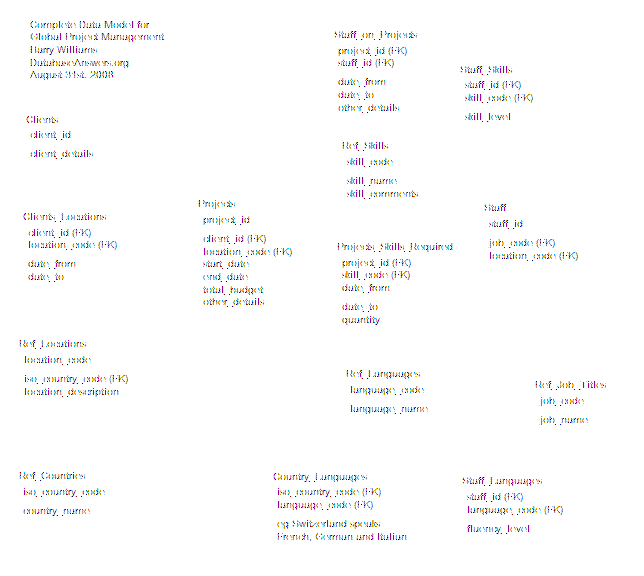 Complete Data Model for
Global Project Management
Barry Williams
DatabaseAnswers.org
August 31st. 2008
Staff_on_Projects
project_id (FK)
staff_id (FK)
date_from
date_to
other_details
Staff_Skills
staff_id (FK)
skill_code (FK)
skill_level
Clients
client_id
client_details
Ref_Skills
skill_code
skill_name
skill_comments
Projects
project_id
client_id (FK)
location_code (FK)
start_date
end_date
total_budget
other_details
Clients_Locations
client_id (FK)
location_code (FK)
date_from
date_to
Staff
staff_id
job_code (FK)
location_code (FK)
Projects_Skills_Required
project_id (FK)
skill_code (FK)
date_from
date_to
quantity
Ref_Locations
location_code
iso_country_code (FK)
location_description
Ref_Languages
language_code
language_name
Ref_Job_Titles
job_code
job_name
Ref_Countries
iso_country_code
country_name
Country_Languages
iso_country_code (FK)
language_code (FK)
eg Switzerland speaks
French, German and Italian
Staff_Languages
staff_id (FK)
language_code (FK)
fluency_level